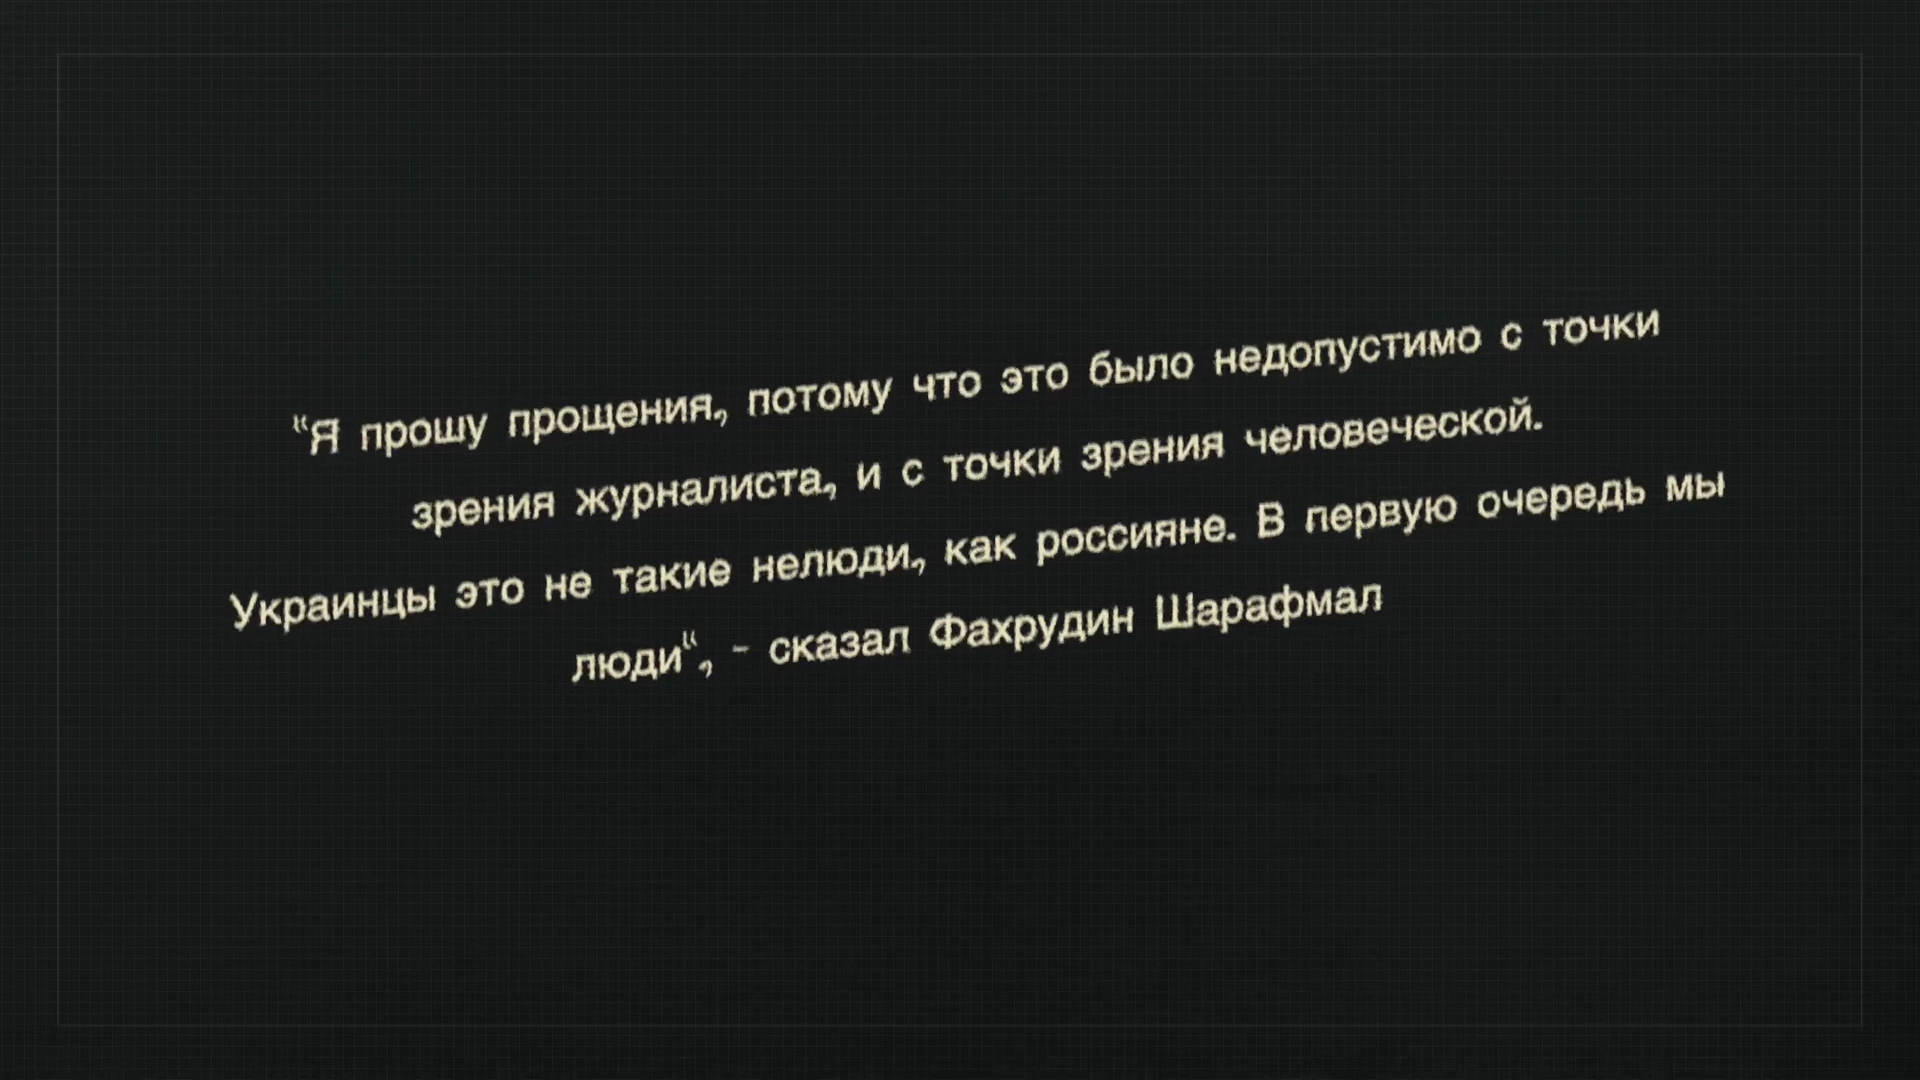 “Я прошу прощения, потому что это было недопустимо с точки
зрения журналиста, и с точки зрения человеческой.
Украинцы это не такие нелюди, как россияне. В первую очередь мы
люди“, - сказал Фахрудин Шарафмал